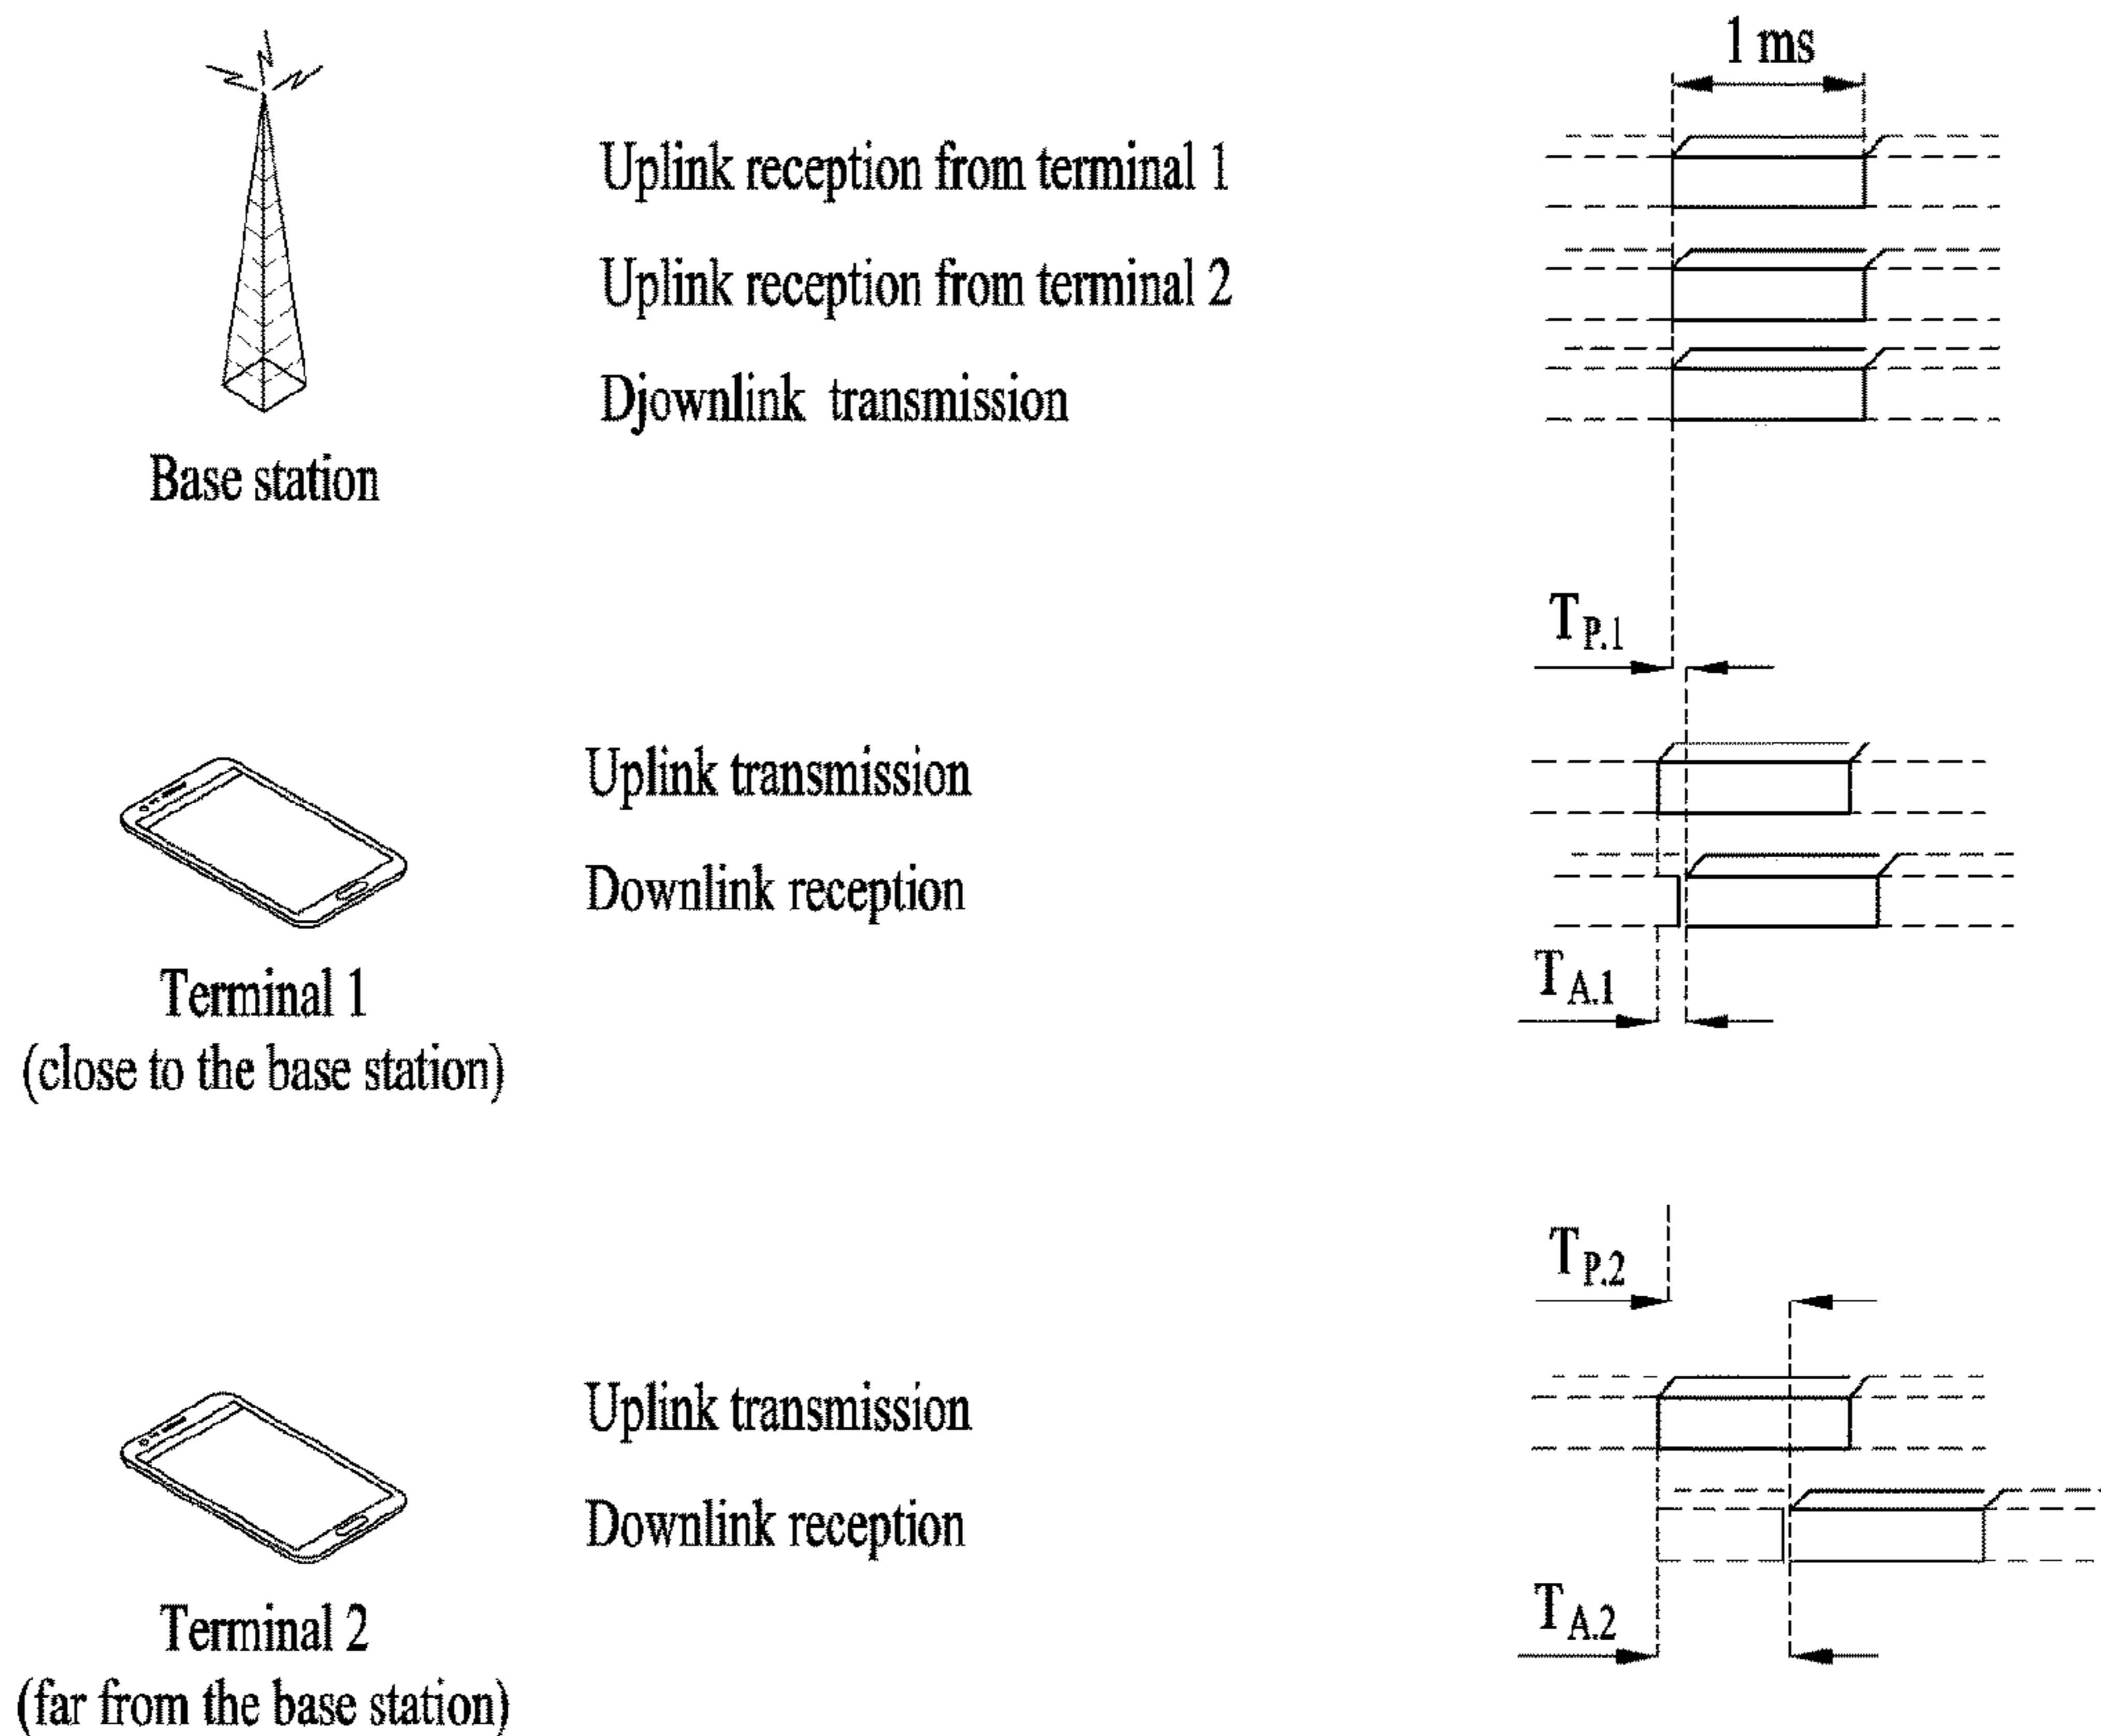 1 ms
Uplink reception from terminal 1
Uplink reception from terminal 2
Djownlink transmission
Base station
TP.1
Uplink transmission
Downlink reception
TA.1
Terminal 1
(close to the base station)
TP.2
Uplink transmission
Downlink reception
TA.2
Terminal 2
(far from the base station)